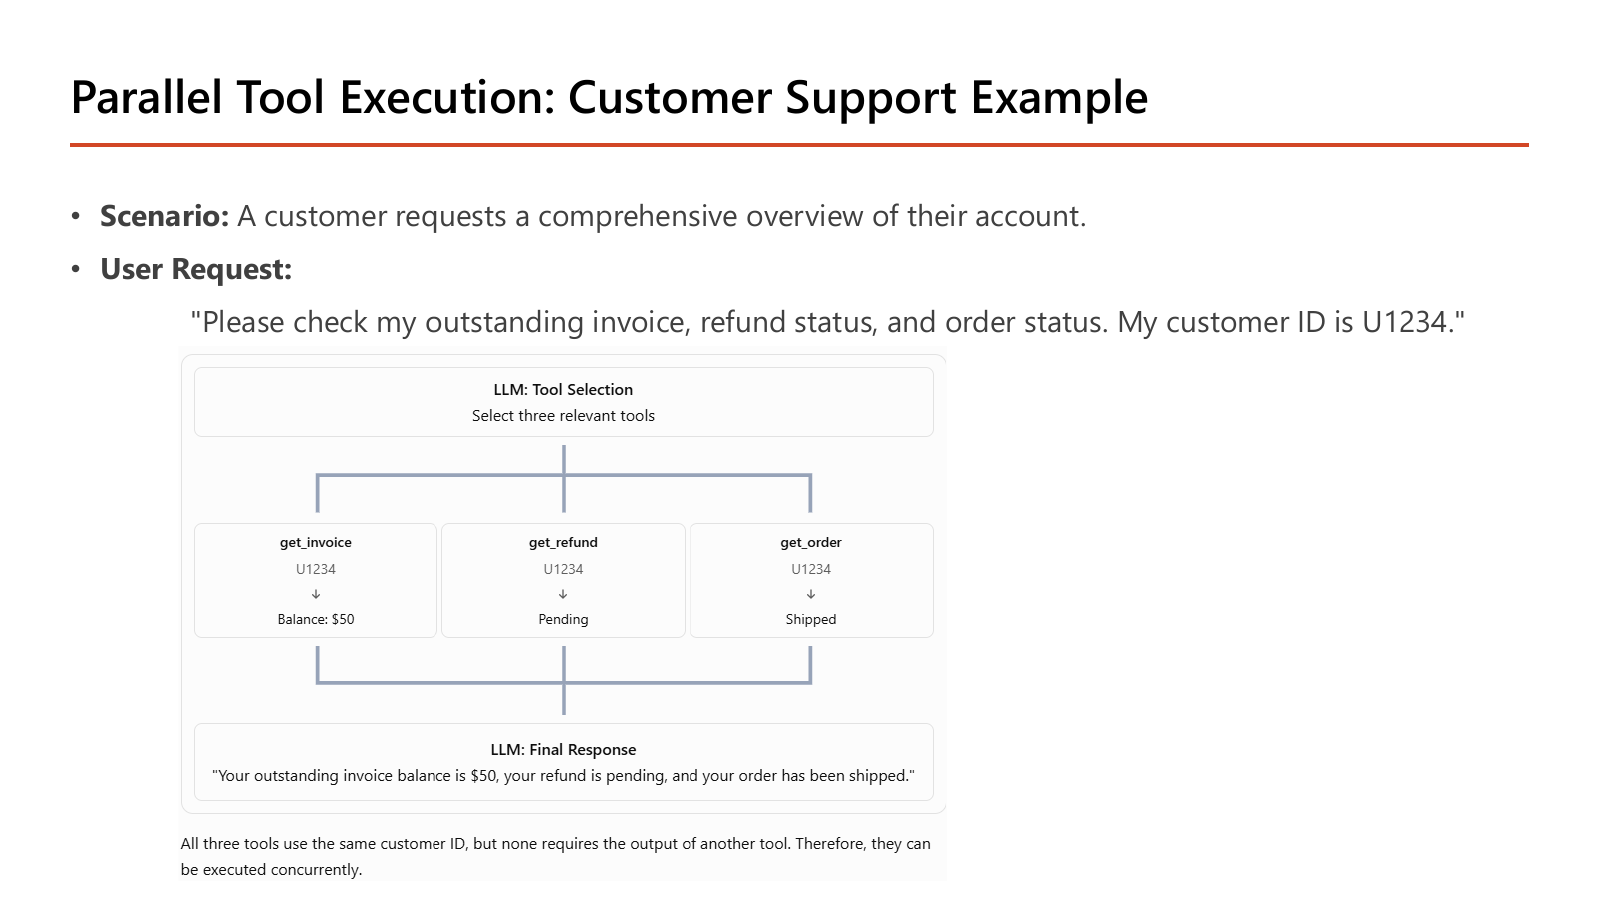 Parallel Tool Execution: Customer Support Example
• Scenario: A customer requests a comprehensive overview of their account.
• User Request:
"Please check my outstanding invoice, refund status, and order status. My customer ID is U1234."
LLM: Tool Selection
Select three relevant tools
get_invoice
U1234
↓
Balance: $50
get_refund
U1234
↓
Pending
get_order
U1234
↓
Shipped
LLM: Final Response
"Your outstanding invoice balance is $50, your refund is pending, and your order has been shipped."
All three tools use the same customer ID, but none requires the output of another tool. Therefore, they can
be executed concurrently.